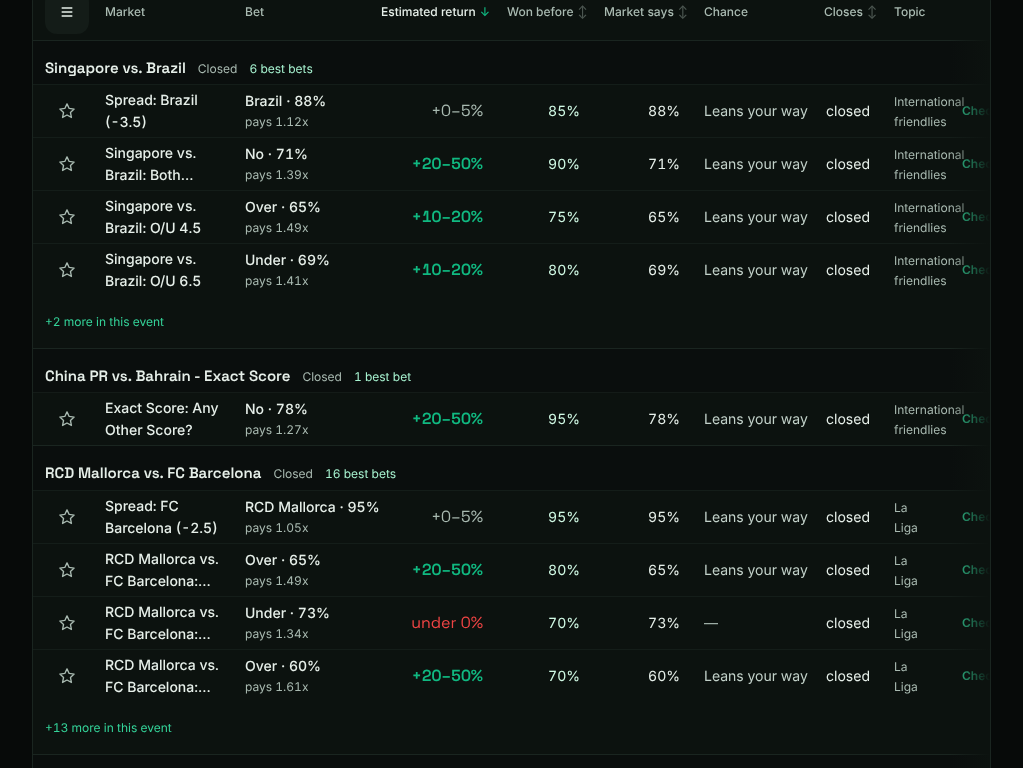 Market Bet Estimated return ↓ Won before Market says Chance Closes Topic
Singapore vs. Brazil Closed 6 best bets
Spread: Brazil (-3.5)
Brazil · 88%
pays 1.12x
+0–5% 85% 88% Leans your way closed
International friendlies
Singapore vs. Brazil: Both...
No · 71%
pays 1.39x
+20–50% 90% 71% Leans your way closed
International friendlies
Singapore vs. Brazil: O/U 4.5
Over · 65%
pays 1.49x
+10–20% 75% 65% Leans your way closed
International friendlies
Singapore vs. Brazil: O/U 6.5
Under · 69%
pays 1.41x
+10–20% 80% 69% Leans your way closed
International friendlies
+2 more in this event
China PR vs. Bahrain - Exact Score Closed 1 best bet
Exact Score: Any Other Score?
No · 78%
pays 1.27x
+20–50% 95% 78% Leans your way closed
International friendlies
RCD Mallorca vs. FC Barcelona Closed 16 best bets
Spread: FC Barcelona (-2.5)
RCD Mallorca · 95%
pays 1.05x
+0–5% 95% 95% Leans your way closed
La Liga
RCD Mallorca vs. FC Barcelona:...
Over · 65%
pays 1.49x
+20–50% 80% 65% Leans your way closed
La Liga
RCD Mallorca vs. FC Barcelona:...
Under · 73%
pays 1.34x
under 0% 70% 73% — closed
La Liga
RCD Mallorca vs. FC Barcelona:...
Over · 60%
pays 1.61x
+20–50% 70% 60% Leans your way closed
La Liga
+13 more in this event